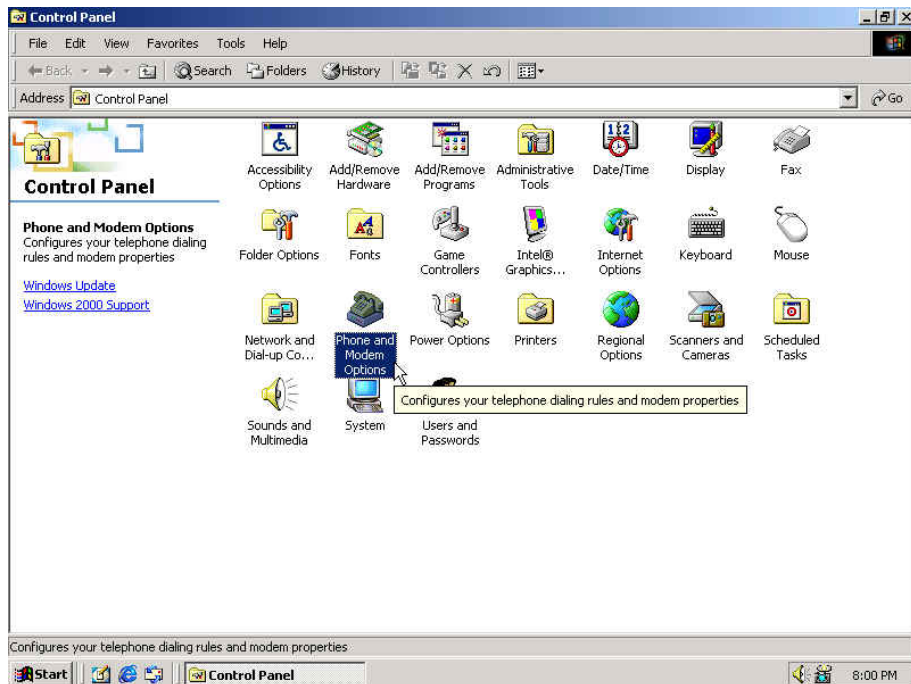 Control Panel
File Edit View Favorites Tools Help
Back Search Folders History
Address Control Panel Go
Control Panel
Phone and Modem Options
Configures your telephone dialing
rules and modem properties
Windows Update
Windows 2000 Support
Accessibility
Options
Add/Remove
Hardware
Add/Remove
Programs
Administrative
Tools
Date/Time
Display
Fax
Folder Options
Fonts
Game
Controllers
Intel®
Graphics...
Internet
Options
Keyboard
Mouse
Network and
Dial-up Co...
Phone and
Modem
Options
Power Options
Printers
Regional
Options
Scanners and
Cameras
Scheduled
Tasks
Configures your telephone dialing rules and modem properties
Sounds and
Multimedia
System
Users and
Passwords
Configures your telephone dialing rules and modem properties
Start Control Panel 8:00 PM